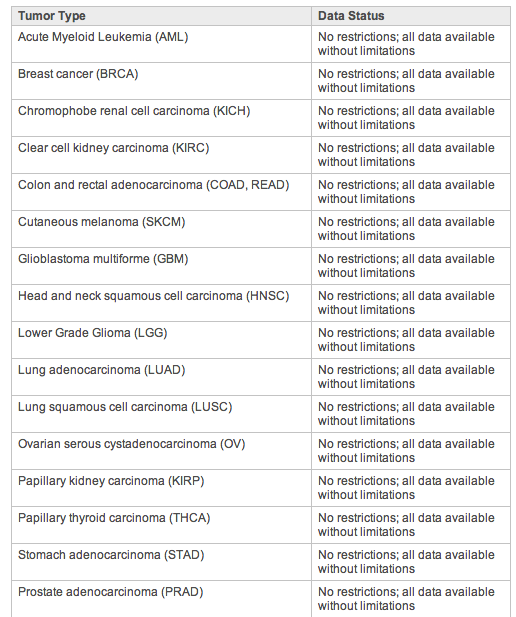 Tumor Type Data Status
Acute Myeloid Leukemia (AML) No restrictions; all data available
without limitations
Breast cancer (BRCA) No restrictions; all data available
without limitations
Chromophobe renal cell carcinoma (KICH) No restrictions; all data available
without limitations
Clear cell kidney carcinoma (KIRC) No restrictions; all data available
without limitations
Colon and rectal adenocarcinoma (COAD, READ) No restrictions; all data available
without limitations
Cutaneous melanoma (SKCM) No restrictions; all data available
without limitations
Glioblastoma multiforme (GBM) No restrictions; all data available
without limitations
Head and neck squamous cell carcinoma (HNSC) No restrictions; all data available
without limitations
Lower Grade Glioma (LGG) No restrictions; all data available
without limitations
Lung adenocarcinoma (LUAD) No restrictions; all data available
without limitations
Lung squamous cell carcinoma (LUSC) No restrictions; all data available
without limitations
Ovarian serous cystadenocarcinoma (OV) No restrictions; all data available
without limitations
Papillary kidney carcinoma (KIRP) No restrictions; all data available
without limitations
Papillary thyroid carcinoma (THCA) No restrictions; all data available
without limitations
Stomach adenocarcinoma (STAD) No restrictions; all data available
without limitations
Prostate adenocarcinoma (PRAD) No restrictions; all data available
without limitations